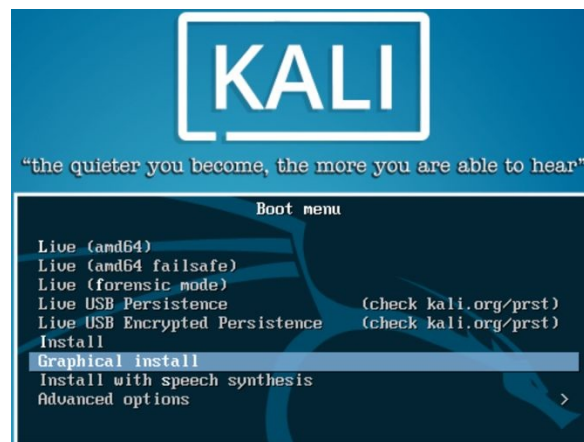 KALI
“the quieter you become, the more you are able to hear”
Boot menu
Live (amd64)
Live (amd64 failsafe)
Live (forensic mode)
Live USB Persistence (check kali.org/prst)
Live USB Encrypted Persistence (check kali.org/prst)
Install
Graphical install
Install with speech synthesis
Advanced options >